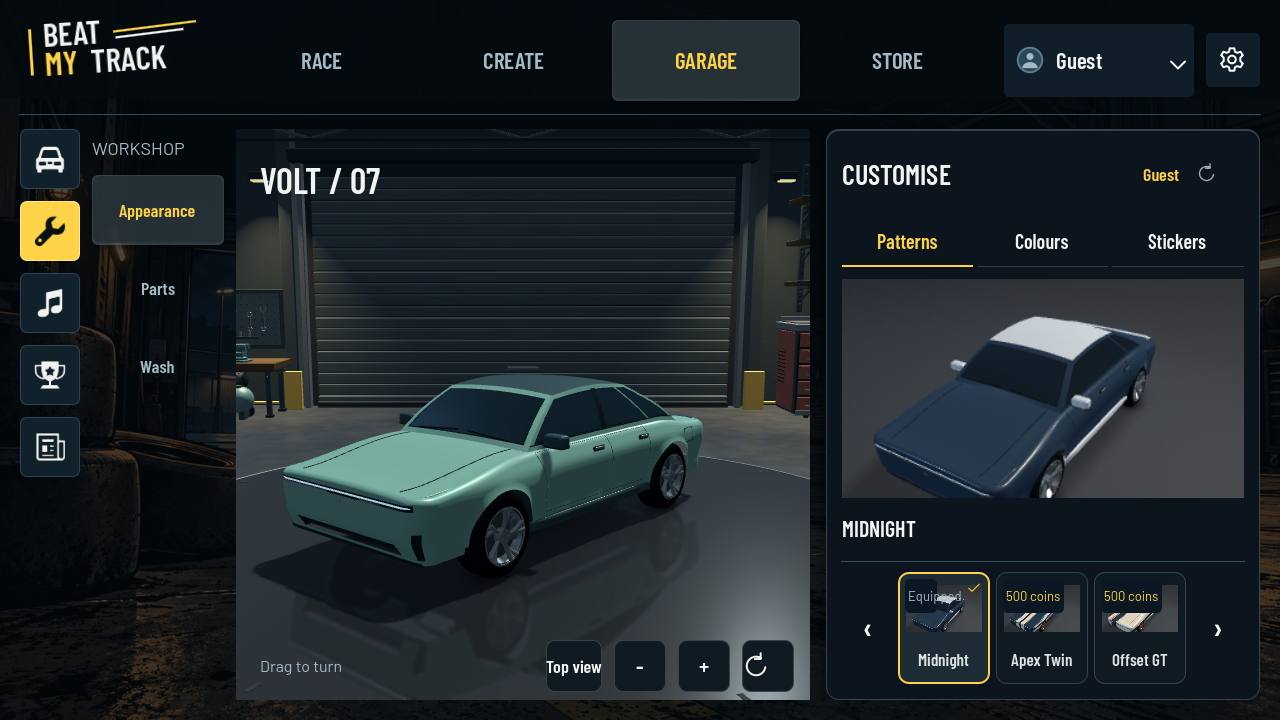 BEAT
MY TRACK
RACE
CREATE
GARAGE
STORE
Guest
WORKSHOP
Appearance
Parts
Wash
VOLT / 07
Drag to turn
Top view
-
+
CUSTOMISE
Guest
Patterns
Colours
Stickers
MIDNIGHT
‹
Equipped.
Midnight
500 coins
Apex Twin
500 coins
Offset GT
›